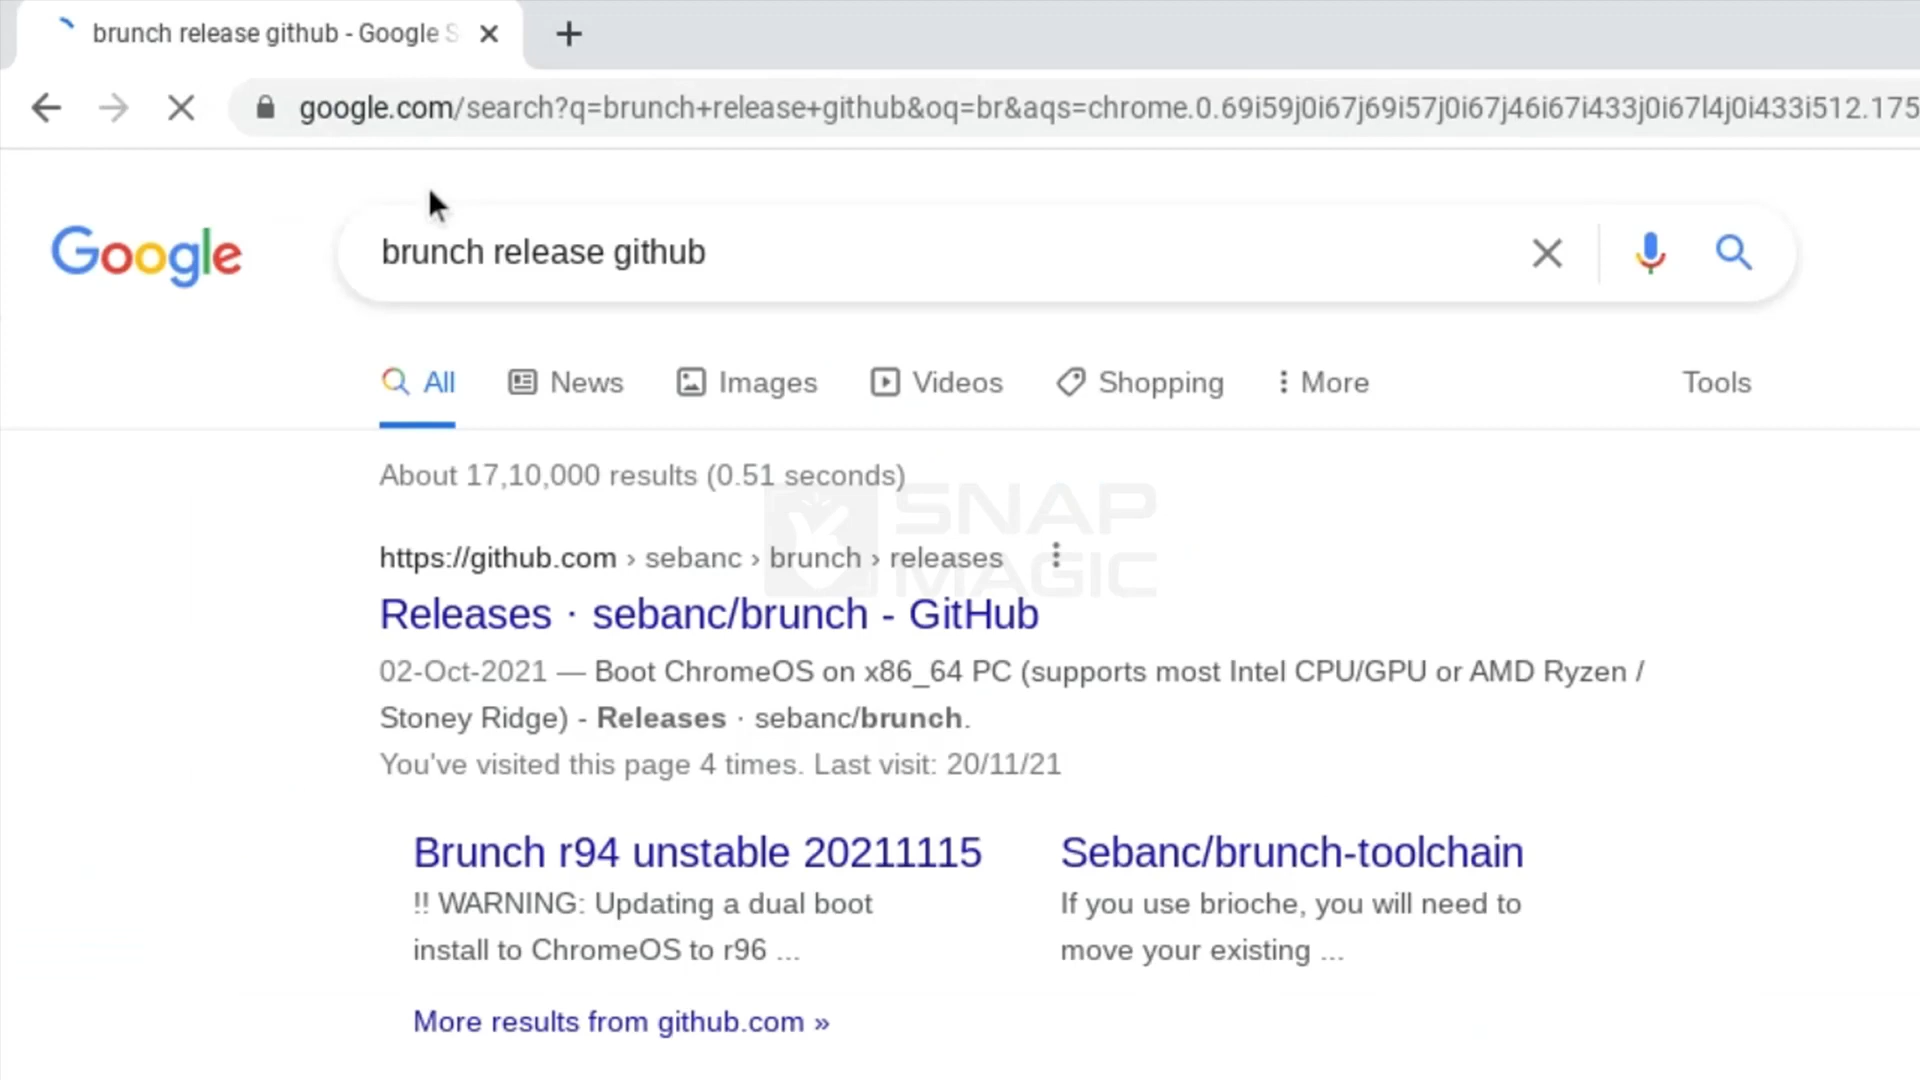 brunch release github - Google S
google.com/search?q=brunch+release+github&oq=br&aqs=chrome.0.69i59j0i67j69i57j0i67j46i67i433j0i67l4j0i433i512.175
Google
brunch release github
All News Images Videos Shopping More Tools
About 17,10,000 results (0.51 seconds)
SNAP
MAGIC
https://github.com › sebanc › brunch › releases
Releases · sebanc/brunch - GitHub
02-Oct-2021 — Boot ChromeOS on x86_64 PC (supports most Intel CPU/GPU or AMD Ryzen /
Stoney Ridge) - Releases · sebanc/brunch.
You've visited this page 4 times. Last visit: 20/11/21
Brunch r94 unstable 20211115
!! WARNING: Updating a dual boot
install to ChromeOS to r96 ...
Sebanc/brunch-toolchain
If you use brioche, you will need to
move your existing ...
More results from github.com »